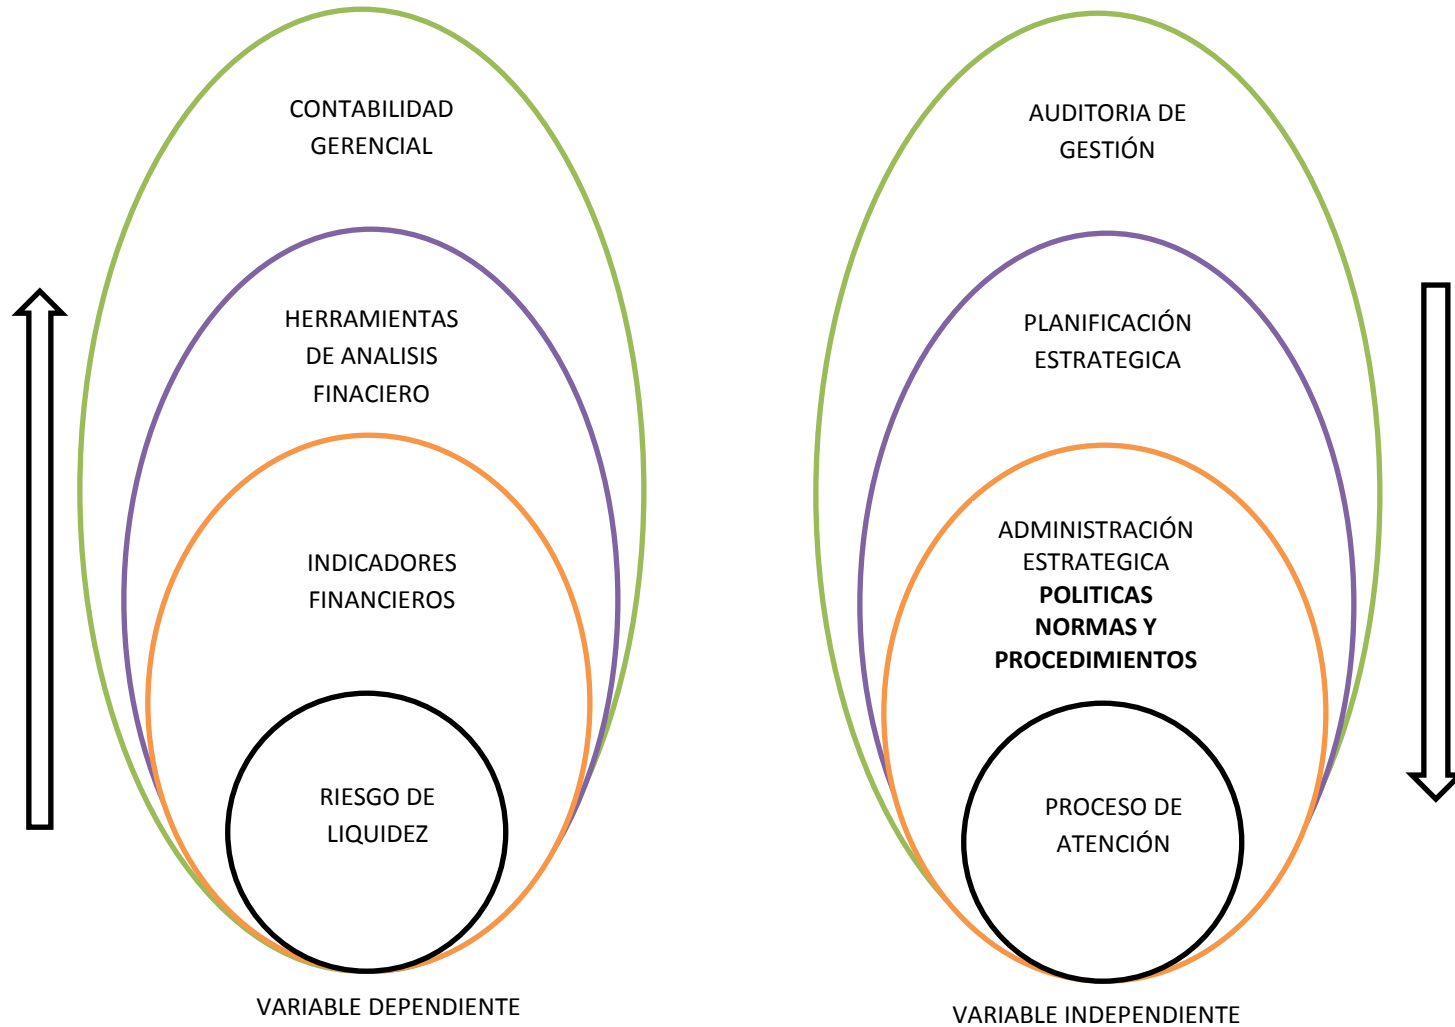 CONTABILIDAD
GERENCIAL
HERRAMIENTAS
DE ANALISIS
FINACIERO
INDICADORES
FINANCIEROS
RIESGO DE
LIQUIDEZ
VARIABLE DEPENDIENTE
AUDITORIA DE
GESTIÓN
PLANIFICACIÓN
ESTRATEGICA
ADMINISTRACIÓN
ESTRATEGICA
POLITICAS
NORMAS Y
PROCEDIMIENTOS
PROCESO DE
ATENCIÓN
VARIABLE INDEPENDIENTE